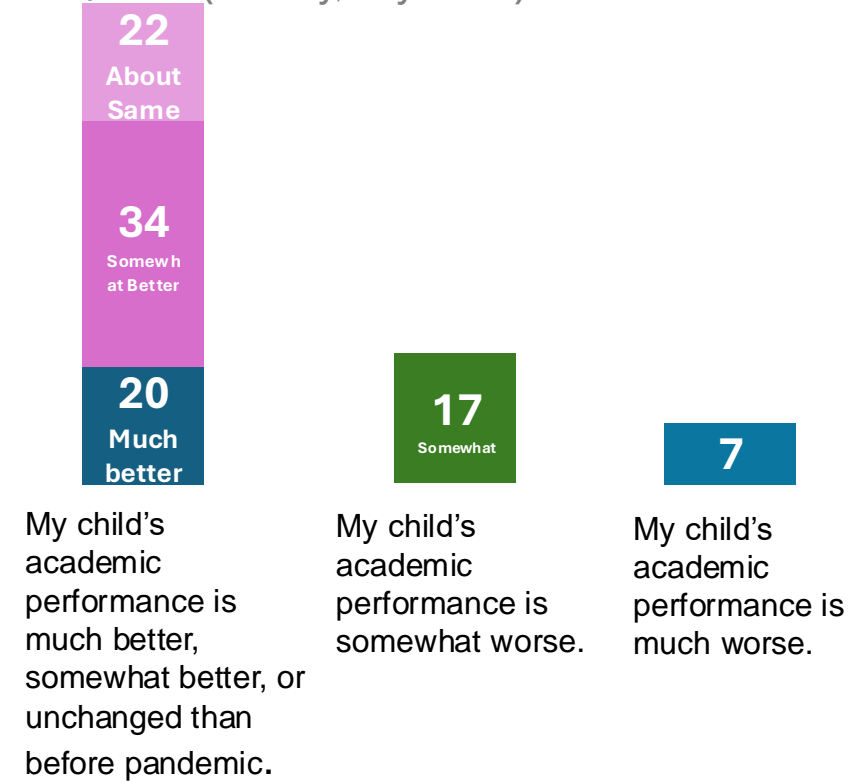 22
About
Same
34
Somewh
at Better
20
Much
better
17
Somewhat
7
My child’s
academic
performance is
much better,
somewhat better, or
unchanged than
before pandemic.
My child’s
academic
performance is
somewhat worse.
My child’s
academic
performance is
much worse.